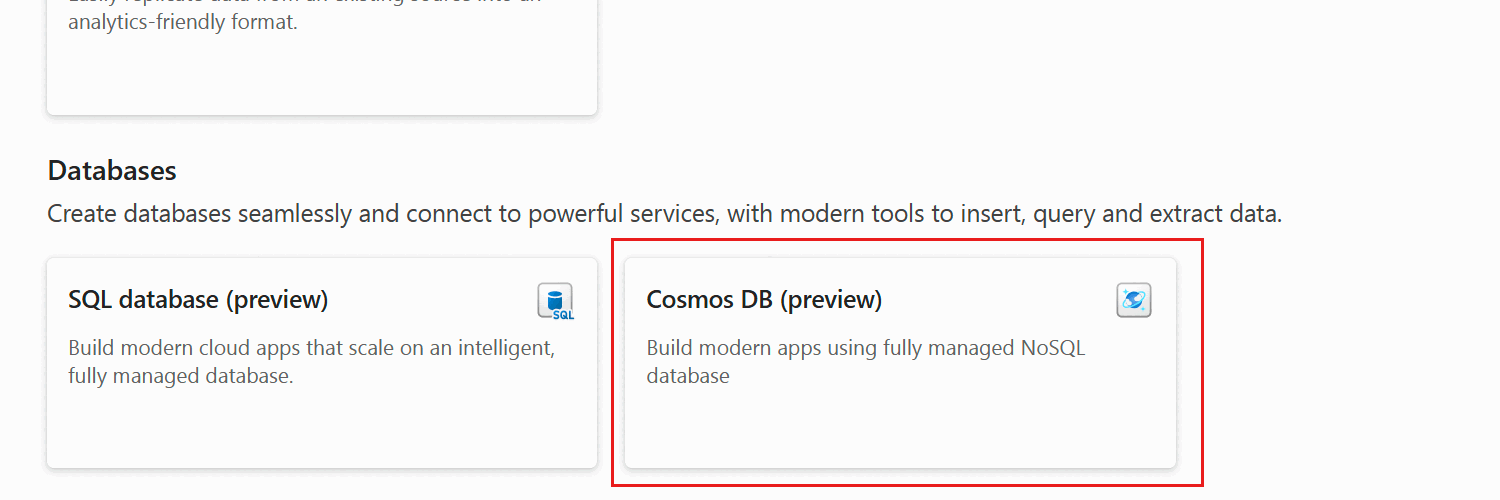 analytics-friendly format.
Databases
Create databases seamlessly and connect to powerful services, with modern tools to insert, query and extract data.
SQL database (preview)
SQL
Build modern cloud apps that scale on an intelligent,
fully managed database.
Cosmos DB (preview)
Build modern apps using fully managed NoSQL
database